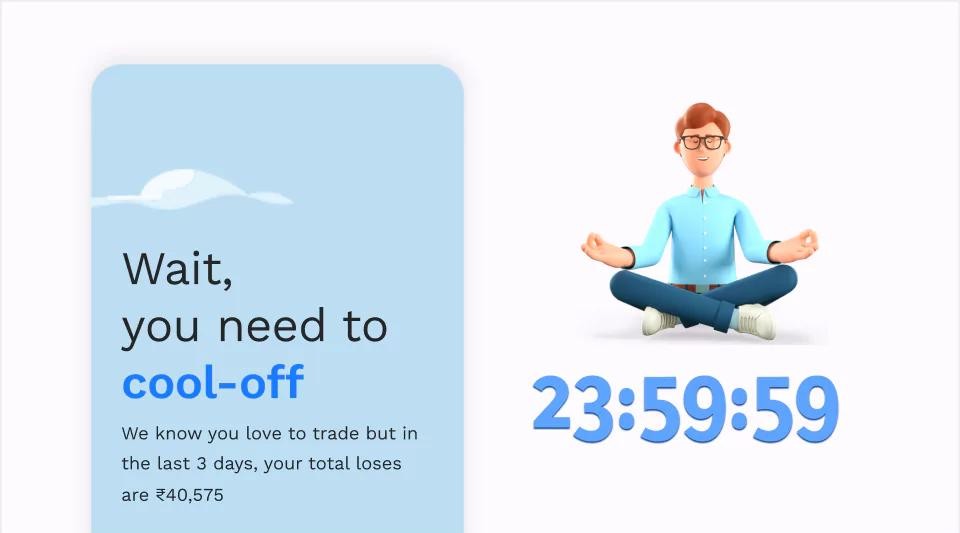 Wait,
you need to
cool-off
We know you love to trade but in
the last 3 days, your total loses
are ₹40,575
23:59:59